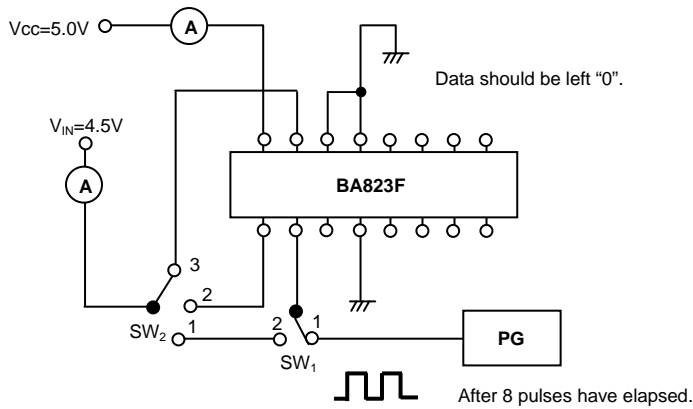 Vcc=5.0V
A
Data should be left “0”.
VIN=4.5V
A
BA823F
3
2
SW2
1
2
1
SW1
PG
After 8 pulses have elapsed.